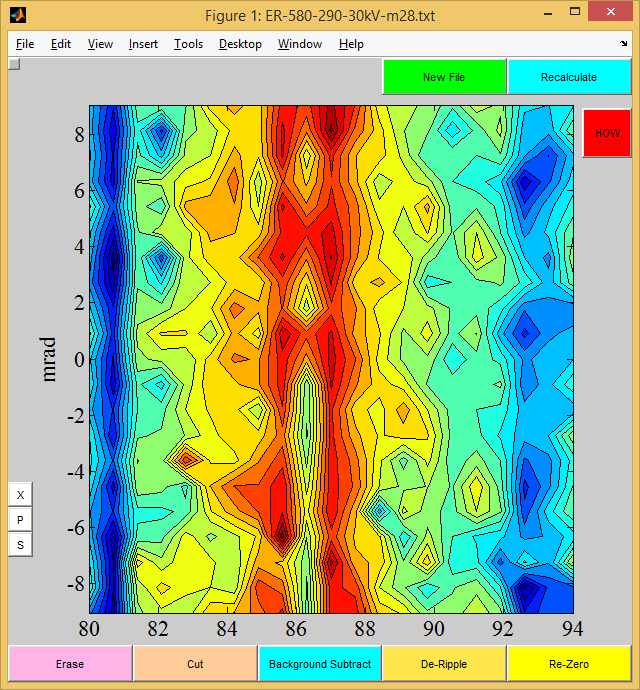 Figure 1: ER-580-290-30kV-m28.txt
File Edit View Insert Tools Desktop Window Help
New File Recalculate
HOW
8
6
4
2
0
-2
-4
-6
-8
mrad
X
P
S
80 82 84 86 88 90 92 94
Erase Cut Background Subtract De-Ripple Re-Zero